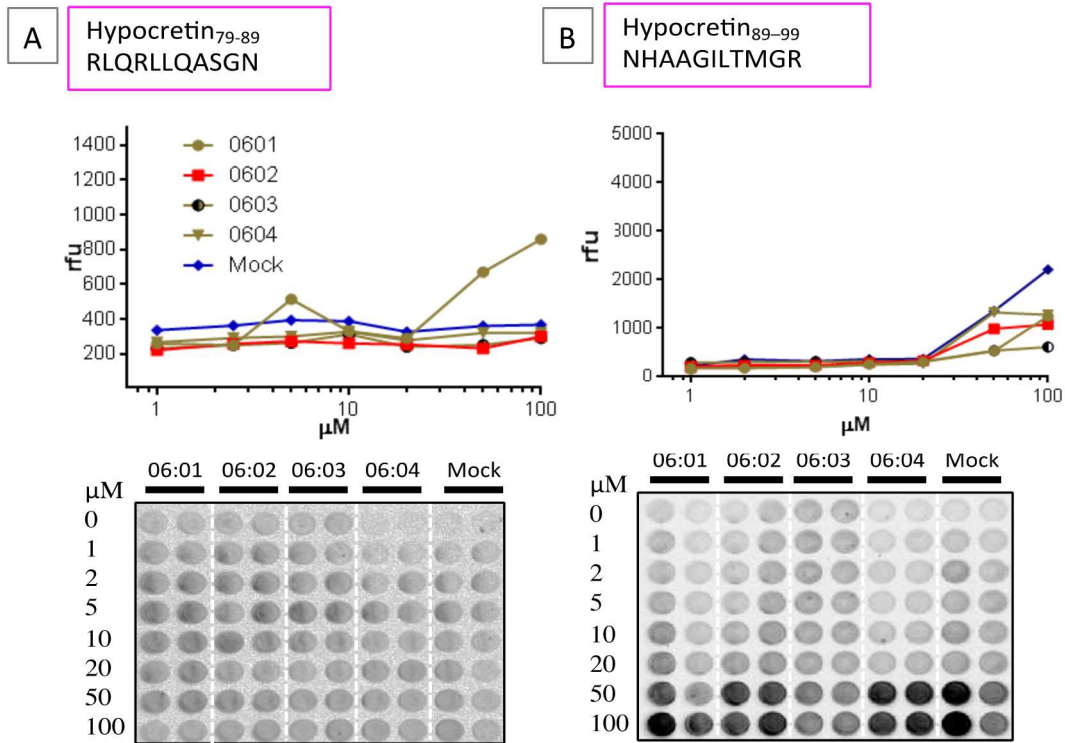 A
Hypocretin79-89
RLQRLLQASGN
B
Hypocretin89–99
NHAAGILTMGR
1400
1200
1000
800
600
400
200
rfu
0601
0602
0603
0604
Mock
1
10
100
µM
5000
4000
3000
2000
1000
0
rfu
1
10
100
µM
06:01 06:02 06:03 06:04 Mock
µM
0
1
2
5
10
20
50
100
06:01 06:02 06:03 06:04 Mock
µM
0
1
2
5
10
20
50
100